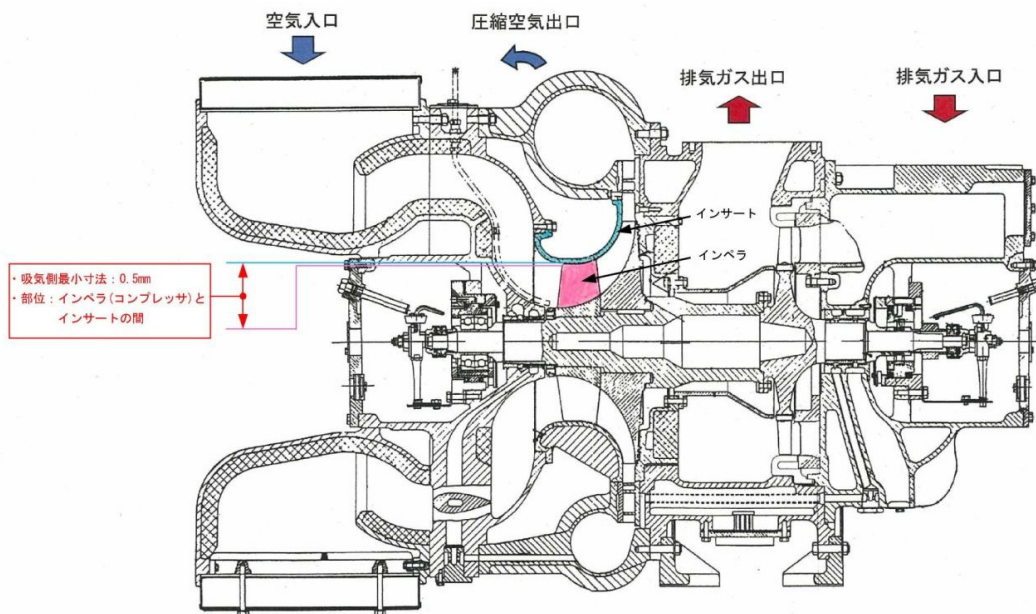 空気入口
圧縮空気出口
排気ガス出口
排気ガス入口
インサート
インペラ
・吸気側最小寸法：0.5mm
・部位：インペラ(コンプレッサ)と
インサートの間